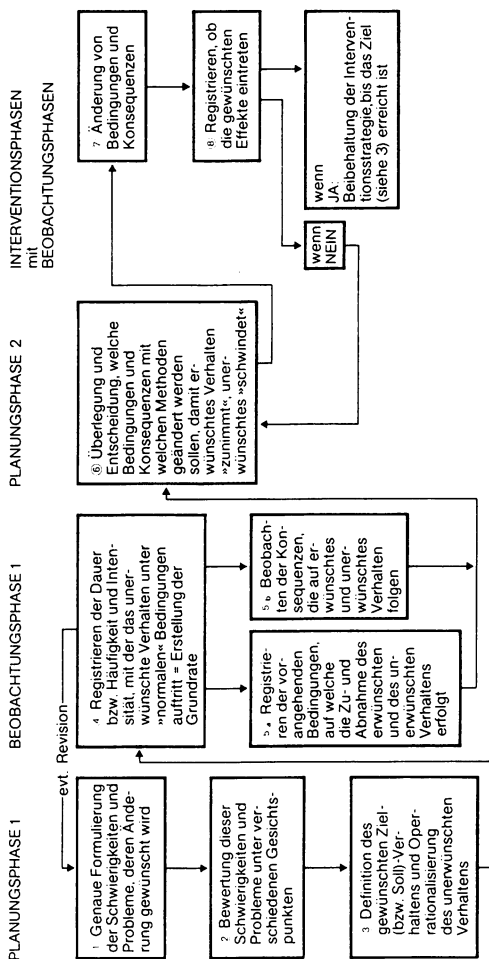 PLANUNGSPHASE 1
1 Genaue Formulierung
der Schwierigkeiten und
Probleme, deren Ände-
rung gewünscht wird
2 Bewertung dieser
Schwierigkeiten und
Probleme unter ver-
schiedenen Gesichts-
punkten
3 Definition des
gewünschten Ziel-
(bzw. Soll)-Ver-
haltens und Oper-
rationalisierung
des unerwünschten
Verhaltens
evt. Revision
BEOBACHTUNGSPHASE 1
4 Registrieren der Dauer
bzw. Häufigkeit und Inten-
sität, mit der das uner-
wünschte Verhalten unter
»normalen« Bedingungen
auftritt = Erstellung der
Grundrate
5a Registrie-
ren der vor-
angehenden
Bedingungen,
auf welche
die Zu- und
Abnahme des
erwünschten
und des un-
erwünschten
Verhaltens
erfolgt
5b Beobach-
ten der Kon-
sequenzen,
die auf er-
wünschtes
und uner-
wünschtes
Verhalten
folgen
PLANUNGSPHASE 2
6 Überlegung und
Entscheidung, welche
Bedingungen und
Konsequenzen mit
welchen Methoden
geändert werden
sollen, damit er-
wünschtes Verhalten
»zunimmt«, uner-
wünschtes »schwindet«
INTERVENTIONSPHASEN
mit
BEOBACHTUNGSPHASEN
7 Änderung von
Bedingungen und
Konsequenzen
8 Registrieren, ob
die gewünschten
Effekte eintreten
wenn
NEIN
wenn
JA:
Beibehaltung der Interven-
tionsstrategie, bis das Ziel
(siehe 3) erreicht ist